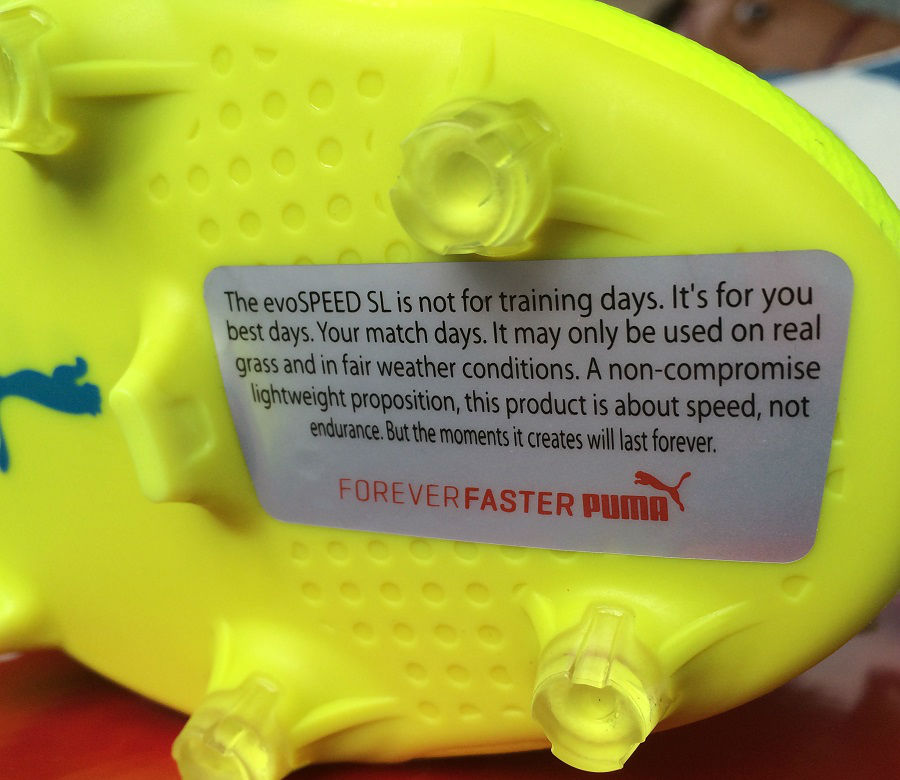 The evoSPEED SL is not for training days. It's for you
best days. Your match days. It may only be used on real
grass and in fair weather conditions. A non-compromise
lightweight proposition, this product is about speed, not
endurance. But the moments it creates will last forever.
FOREVERFASTER PUMA